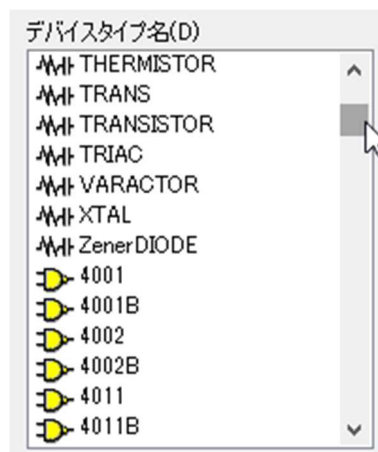 デバイスタイプ名(D)
THERMISTOR
TRANS
TRANSISTOR
TRIAC
VARACTOR
XTAL
ZenerDIODE
4001
4001B
4002
4002B
4011
4011B